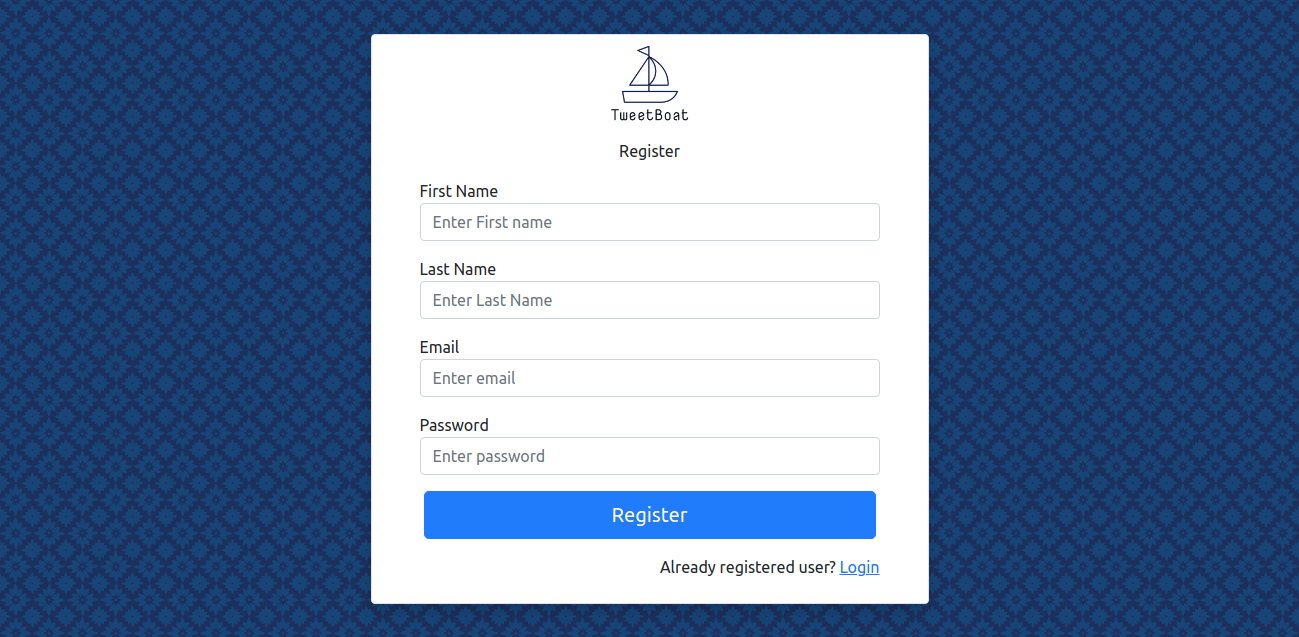 TweetBoat
Register
First Name
Enter First name
Last Name
Enter Last Name
Email
Enter email
Password
Enter password
Register
Already registered user? Login